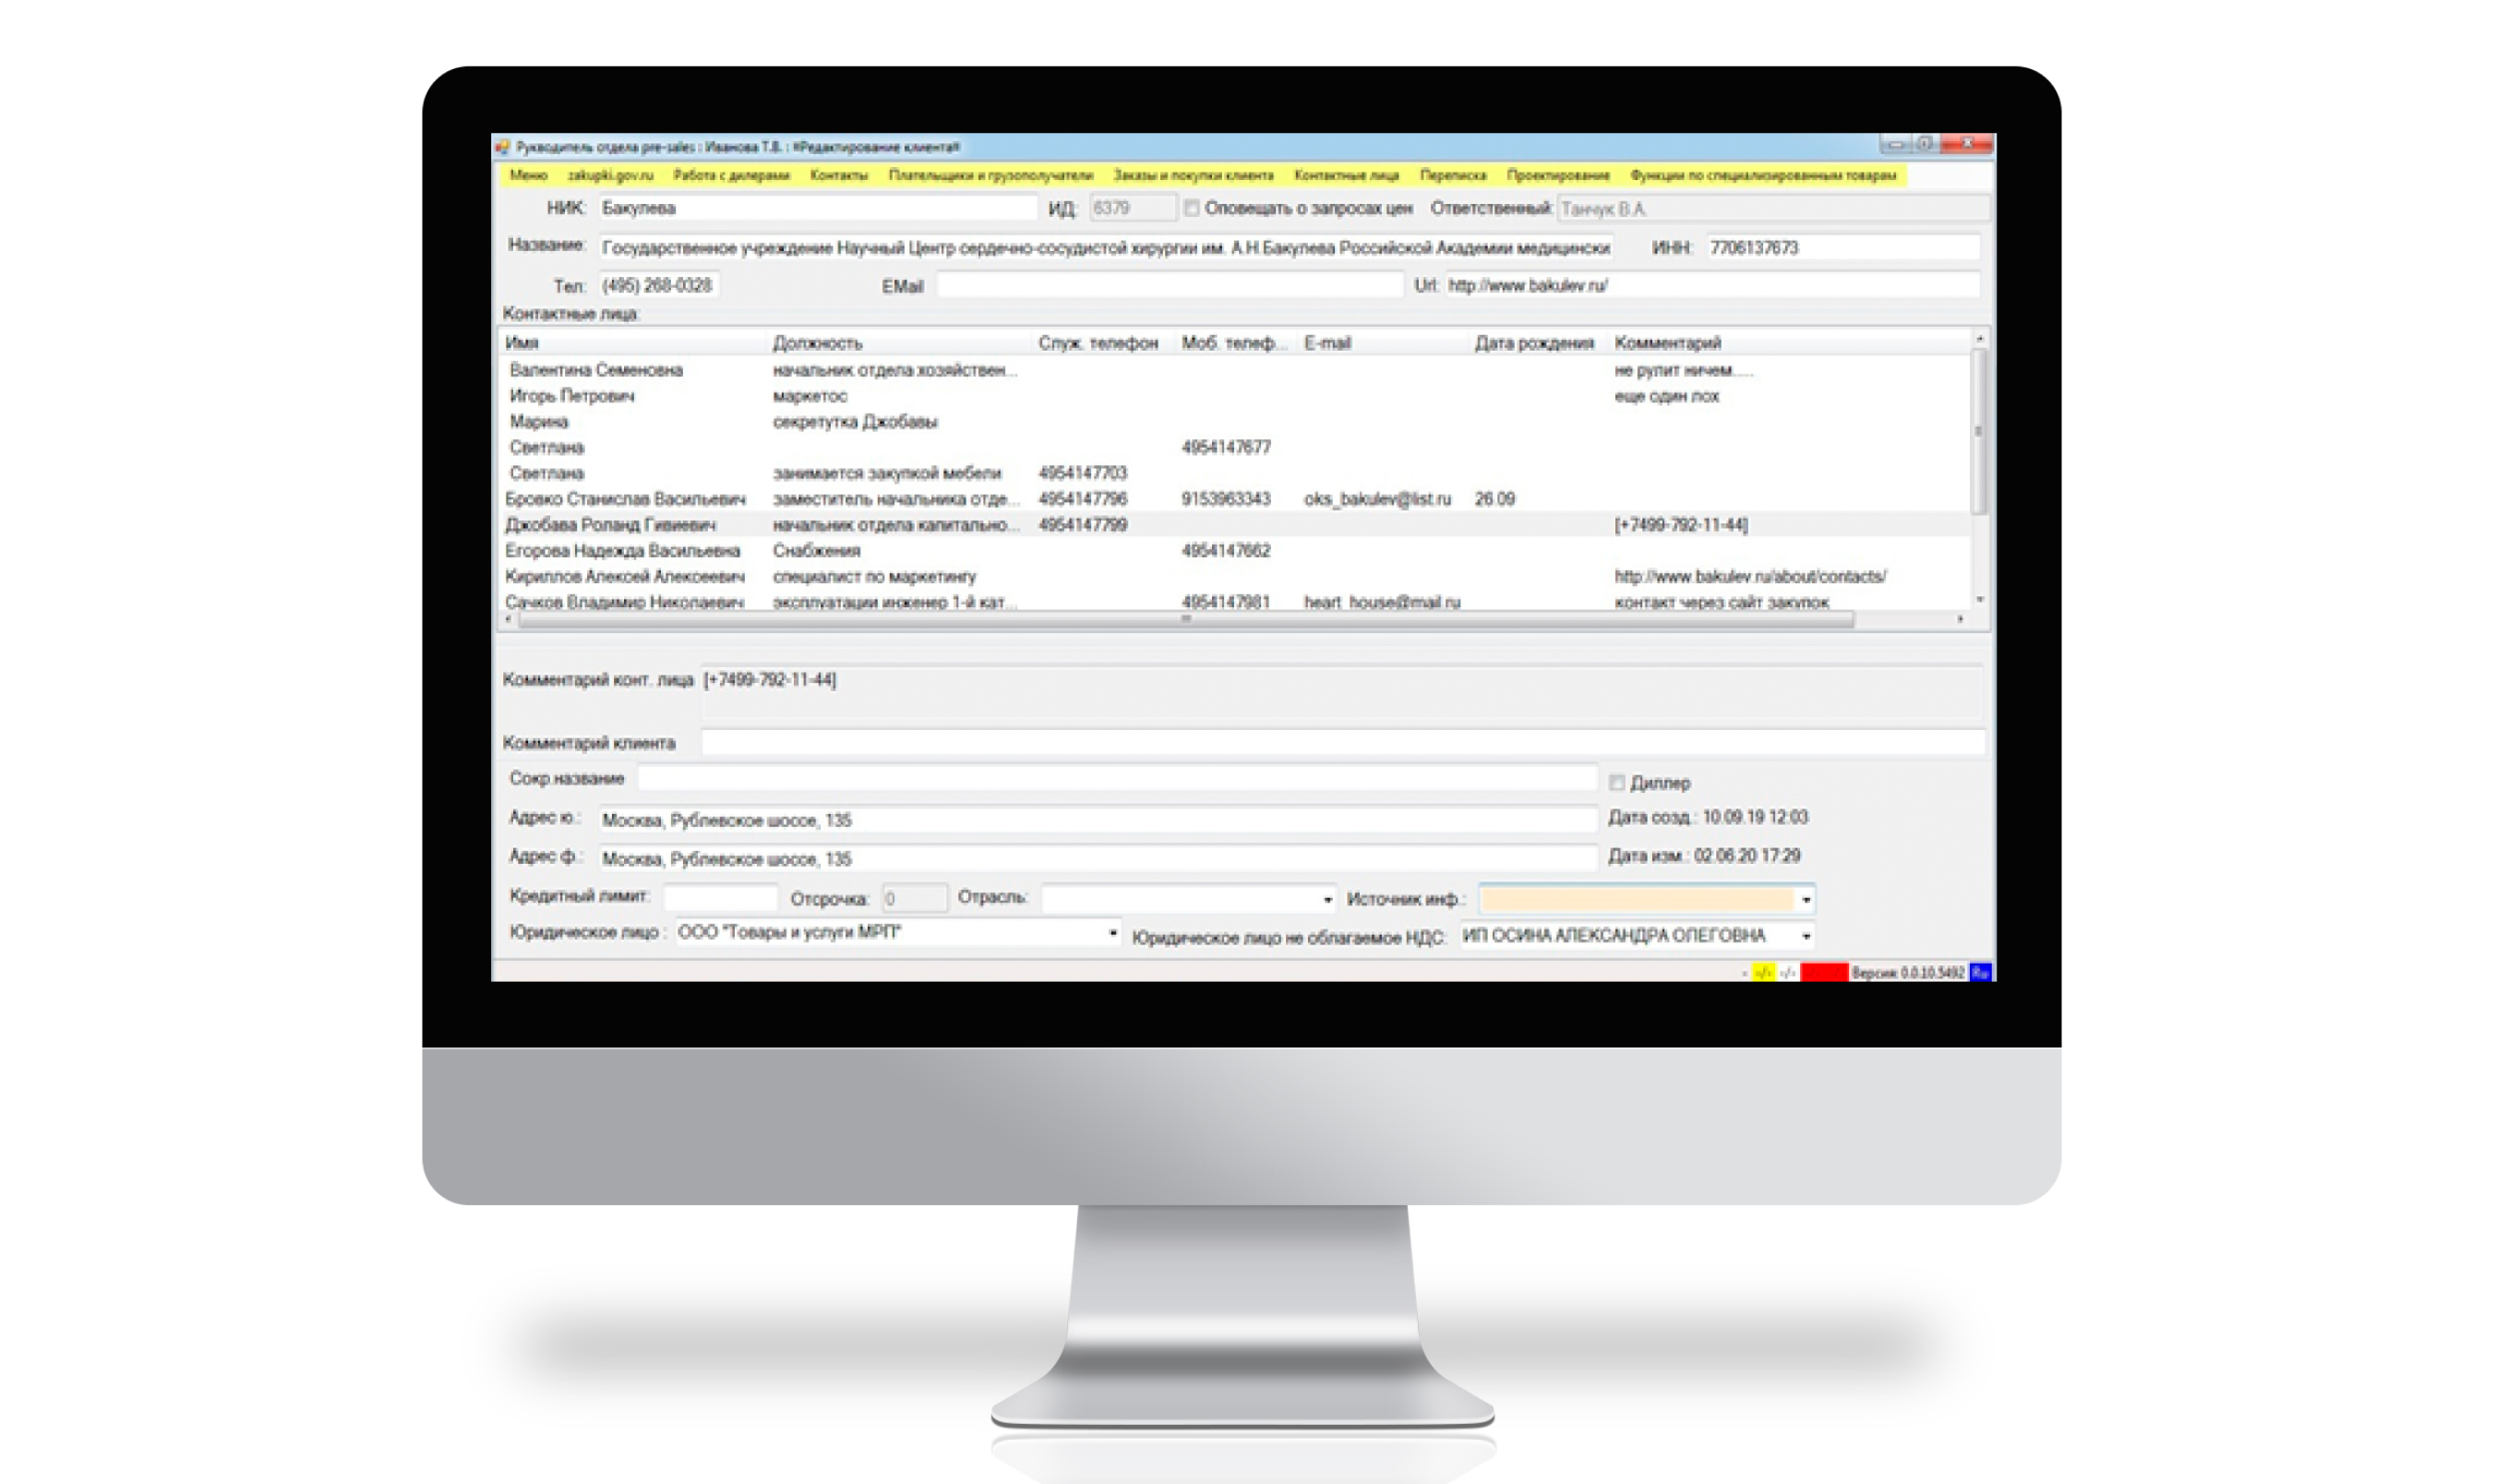 Рукводитель отдела pre-sales : Иванова Т.В. : #Редактирование клиента#
Меню zakupki.gov.ru Работа с дилерами Контакты Плательщики и грузополучатели Заказы и покупки клиента Контактные лица Переписка Проектирование Функции по специализированным товарам
НИК: Бакулева ИД: 6379 Оповещать о запросах цен Ответственный: Танчук В.А.
Название: Государственное учреждение Научный Центр сердечно-сосудистой хирургии им. А.Н.Бакулева Российской Академии медицински ИНН: 7706137673
Тел: (495) 268-0328 EMail Url: http://www.bakulev.ru/
Контактные лица:
Имя Должность Служ. телефон Моб. телеф... E-mail Дата рождения Комментарий
Валентина Семеновна начальник отдела хозяйствен... не рулит ничем.....
Игорь Петрович маркетос еще один лох
Марина секретутка Джобавы
Светлана 4954147677
Светлана занимается закупкой мебели 4954147703
Бровко Станислав Васильевич заместитель начальника отде... 4954147796 9153963343 oks_bakulev@list.ru 26.09
Джобава Роланд Гивиевич начальник отдела капитально... 4954147799 [+7499-792-11-44]
Егорова Надежда Васильевна Снабжения 4954147662
Кириллов Алексей Алексеевич специалист по маркетингу http://www.bakulev.ru/about/contacts/
Сачков Владимир Николаевич эксплуатации инженер 1-й кат... 4954147981 heart_house@mail.ru контакт через сайт закупок
Комментарий конт. лица [+7499-792-11-44]
Комментарий клиента
Сокр.название Диллер
Адрес ю.: Москва, Рублевское шоссе, 135 Дата созд.: 10.09.19 12:03
Адрес ф.: Москва, Рублевское шоссе, 135 Дата изм.: 02.06.20 17:29
Кредитный лимит: Отсрочка: 0 Отрасль: Источник инф.:
Юридическое лицо : ООО "Товары и услуги МРП" Юридическое лицо не облагаемое НДС: ИП ОСИНА АЛЕКСАНДРА ОЛЕГОВНА
- -/- -/- Версия: 0.0.10.5492 Ru